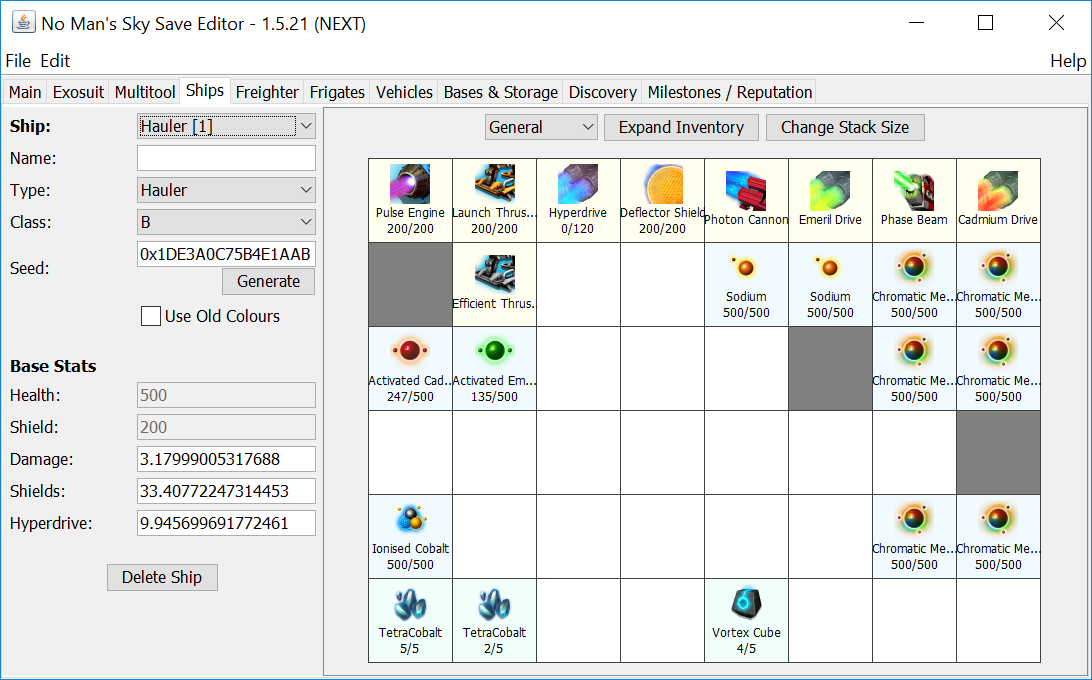 No Man's Sky Save Editor - 1.5.21 (NEXT)
File Edit Help
Main Exosuit Multitool Ships Freighter Frigates Vehicles Bases & Storage Discovery Milestones / Reputation
Ship: Hauler [1]
Name:
Type: Hauler
Class: B
Seed: 0x1DE3A0C75B4E1AAB
Generate
Use Old Colours
Base Stats
Health: 500
Shield: 200
Damage: 3.17999005317688
Shields: 33.40772247314453
Hyperdrive: 9.945699691772461
Delete Ship
General Expand Inventory Change Stack Size
Pulse Engine Launch Thrus... Hyperdrive Deflector Shield Photon Cannon Emeril Drive Phase Beam Cadmium Drive
200/200 200/200 0/120 200/200
Efficient Thrus. Sodium Sodium Chromatic Me... Chromatic Me...
500/500 500/500 500/500 500/500
Activated Cad.. Activated Em... Chromatic Me... Chromatic Me...
247/500 135/500 500/500 500/500
Ionised Cobalt Chromatic Me... Chromatic Me...
500/500 500/500 500/500
TetraCobalt TetraCobalt Vortex Cube
5/5 2/5 4/5